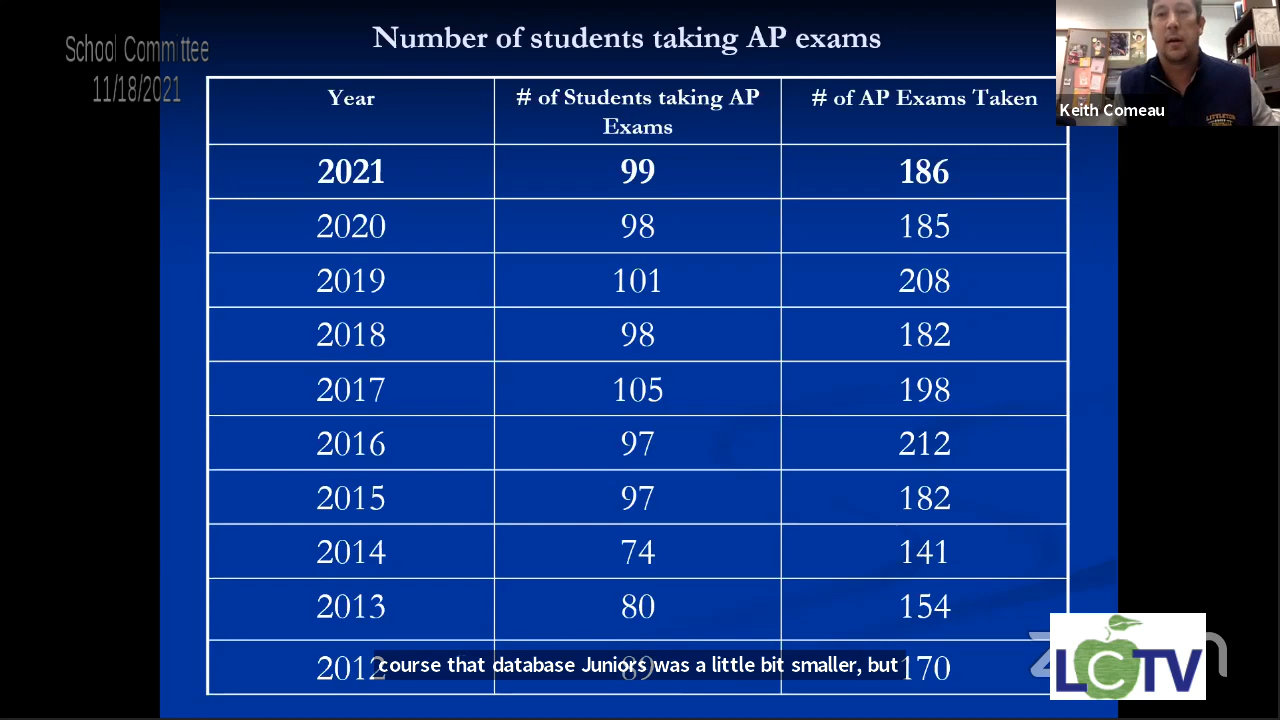 School Committee
11/18/2021
Number of students taking AP exams
Keith Comeau
LITTLETON
Year # of Students taking AP Exams # of AP Exams Taken
2021 99 186
2020 98 185
2019 101 208
2018 98 182
2017 105 198
2016 97 212
2015 97 182
2014 74 141
2013 80 154
2012 89 170
course that database Juniors was a little bit smaller, but
LCTV